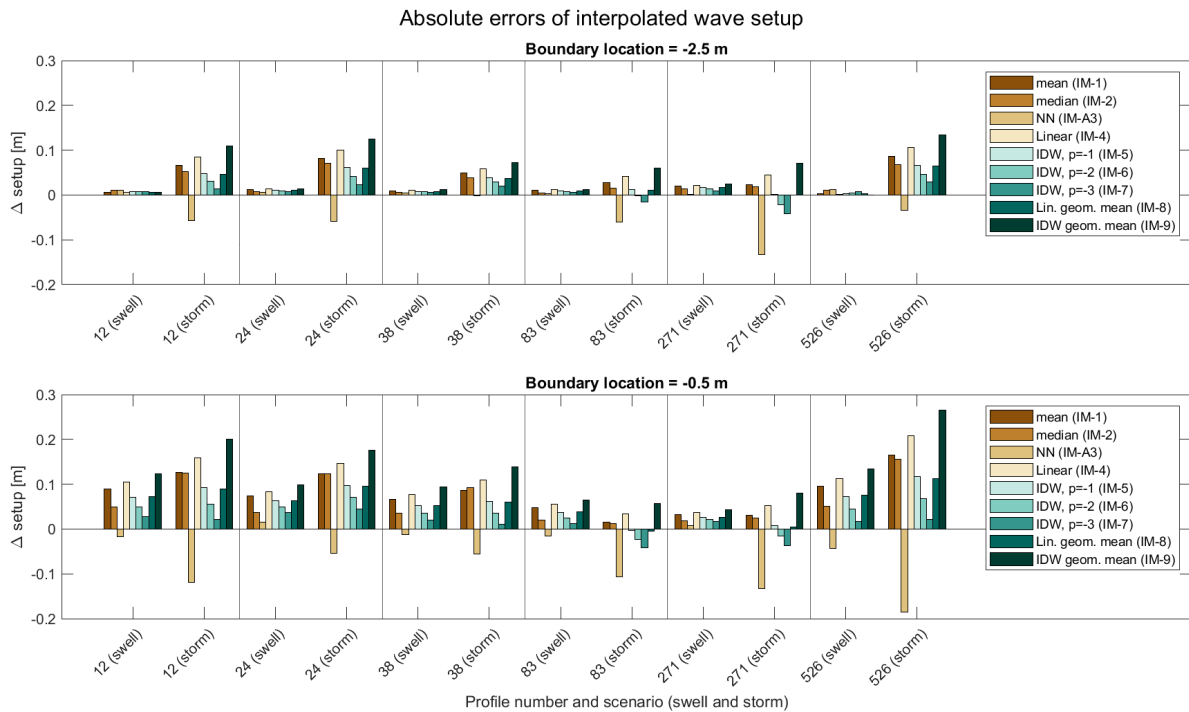 Absolute errors of interpolated wave setup
Boundary location = -2.5 m
0.3
0.2
0.1
0
-0.1
-0.2
Δ setup [m]
mean (IM-1)
median (IM-2)
NN (IM-A3)
Linear (IM-4)
IDW, p=-1 (IM-5)
IDW, p=-2 (IM-6)
IDW, p=-3 (IM-7)
Lin. geom. mean (IM-8)
IDW geom. mean (IM-9)
12 (swell)
12 (storm)
24 (swell)
24 (storm)
38 (swell)
38 (storm)
83 (swell)
83 (storm)
271 (swell)
271 (storm)
526 (swell)
526 (storm)
Boundary location = -0.5 m
0.3
0.2
0.1
0
-0.1
-0.2
Δ setup [m]
mean (IM-1)
median (IM-2)
NN (IM-A3)
Linear (IM-4)
IDW, p=-1 (IM-5)
IDW, p=-2 (IM-6)
IDW, p=-3 (IM-7)
Lin. geom. mean (IM-8)
IDW geom. mean (IM-9)
12 (swell)
12 (storm)
24 (swell)
24 (storm)
38 (swell)
38 (storm)
83 (swell)
83 (storm)
271 (swell)
271 (storm)
526 (swell)
526 (storm)
Profile number and scenario (swell and storm)